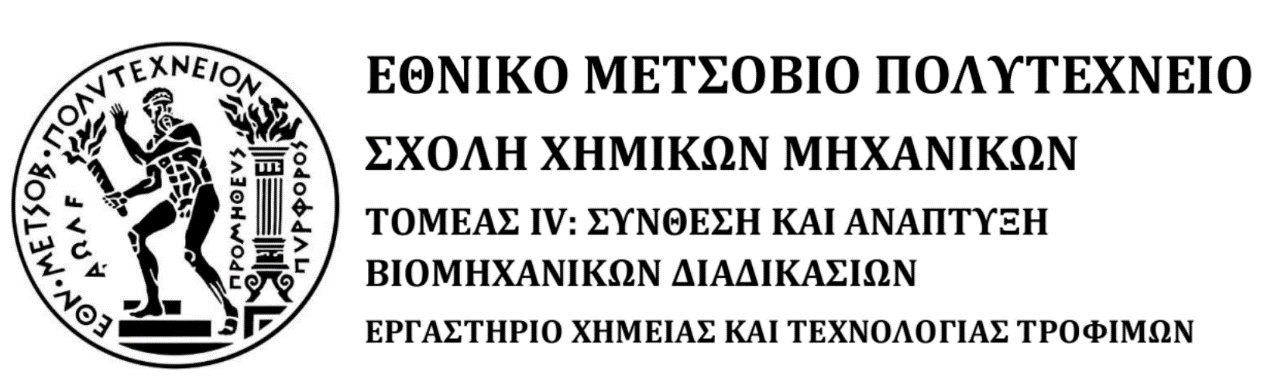 ΕΘΝ·ΜΕΤΣΟΒ·ΠΟΛΥΤΕΧΝΕΙΟΝ
ΑΩΛϚ
ΠΡΟΜΗΘΕΥΣ
ΠΥΡΦΟΡΟΣ
ΕΘΝΙΚΟ ΜΕΤΣΟΒΙΟ ΠΟΛΥΤΕΧΝΕΙΟ
ΣΧΟΛΗ ΧΗΜΙΚΩΝ ΜΗΧΑΝΙΚΩΝ
ΤΟΜΕΑΣ IV: ΣΥΝΘΕΣΗ ΚΑΙ ΑΝΑΠΤΥΞΗ
ΒΙΟΜΗΧΑΝΙΚΩΝ ΔΙΑΔΙΚΑΣΙΩΝ
ΕΡΓΑΣΤΗΡΙΟ ΧΗΜΕΙΑΣ ΚΑΙ ΤΕΧΝΟΛΟΓΙΑΣ ΤΡΟΦΙΜΩΝ